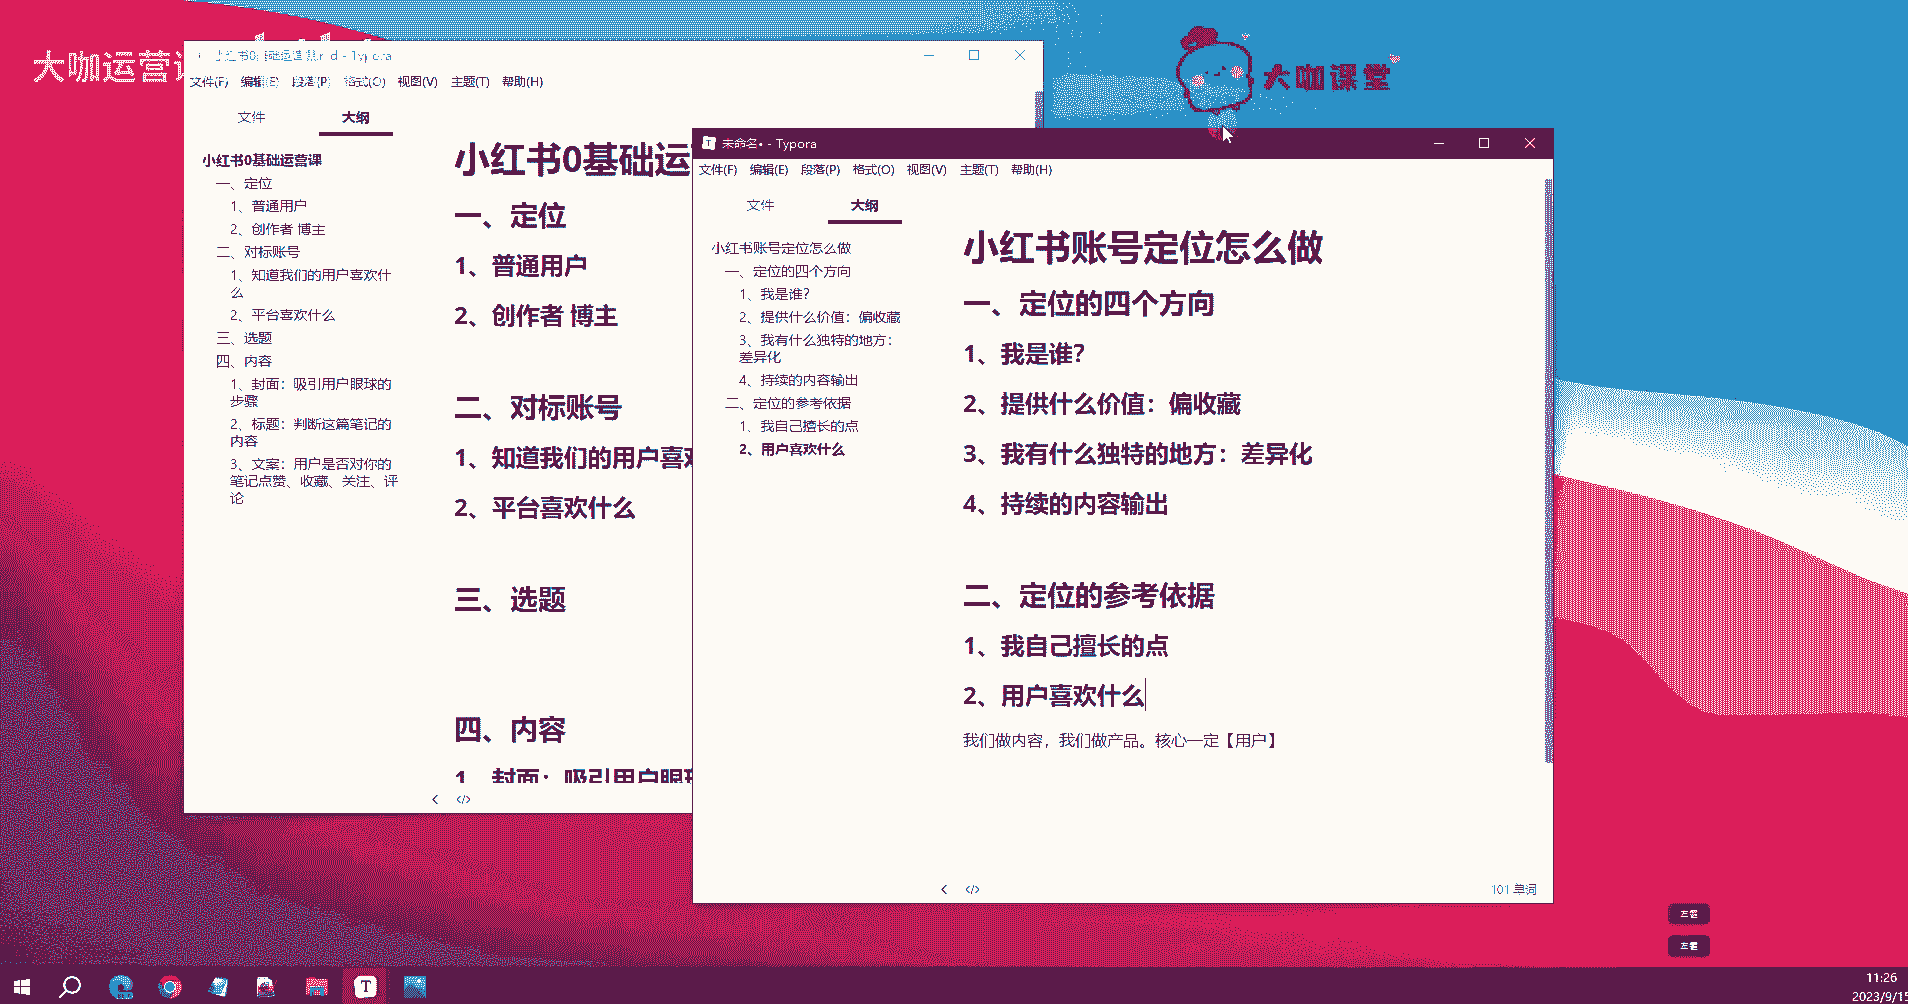 大咖运营
小红书0基础运营课.md - Typora
文件(F) 编辑(E) 段落(P) 格式(O) 视图(V) 主题(T) 帮助(H)
文件 大纲
小红书0基础运营课
一、定位
1、普通用户
2、创作者 博主
二、对标账号
1、知道我们的用户喜欢什
么
2、平台喜欢什么
三、选题
四、内容
1、封面：吸引用户眼球的
步骤
2、标题：判断这篇笔记的
内容
3、文案：用户是否对你的
笔记点赞、收藏、关注、评
论
小红书0基础运
一、定位
1、普通用户
2、创作者 博主
二、对标账号
1、知道我们的用户喜
2、平台喜欢什么
三、选题
四、内容
1、封面：吸引用户眼
</>
大咖课堂
未命名• - Typora
文件(F) 编辑(E) 段落(P) 格式(O) 视图(V) 主题(T) 帮助(H)
文件 大纲
小红书账号定位怎么做
一、定位的四个方向
1、我是谁？
2、提供什么价值：偏收藏
3、我有什么独特的地方：
差异化
4、持续的内容输出
二、定位的参考依据
1、我自己擅长的点
2、用户喜欢什么
小红书账号定位怎么做
一、定位的四个方向
1、我是谁？
2、提供什么价值：偏收藏
3、我有什么独特的地方：差异化
4、持续的内容输出
二、定位的参考依据
1、我自己擅长的点
2、用户喜欢什么
我们做内容，我们做产品。核心一定【用户】
</>
101 单词
左键
左键
11:26
2023/9/15